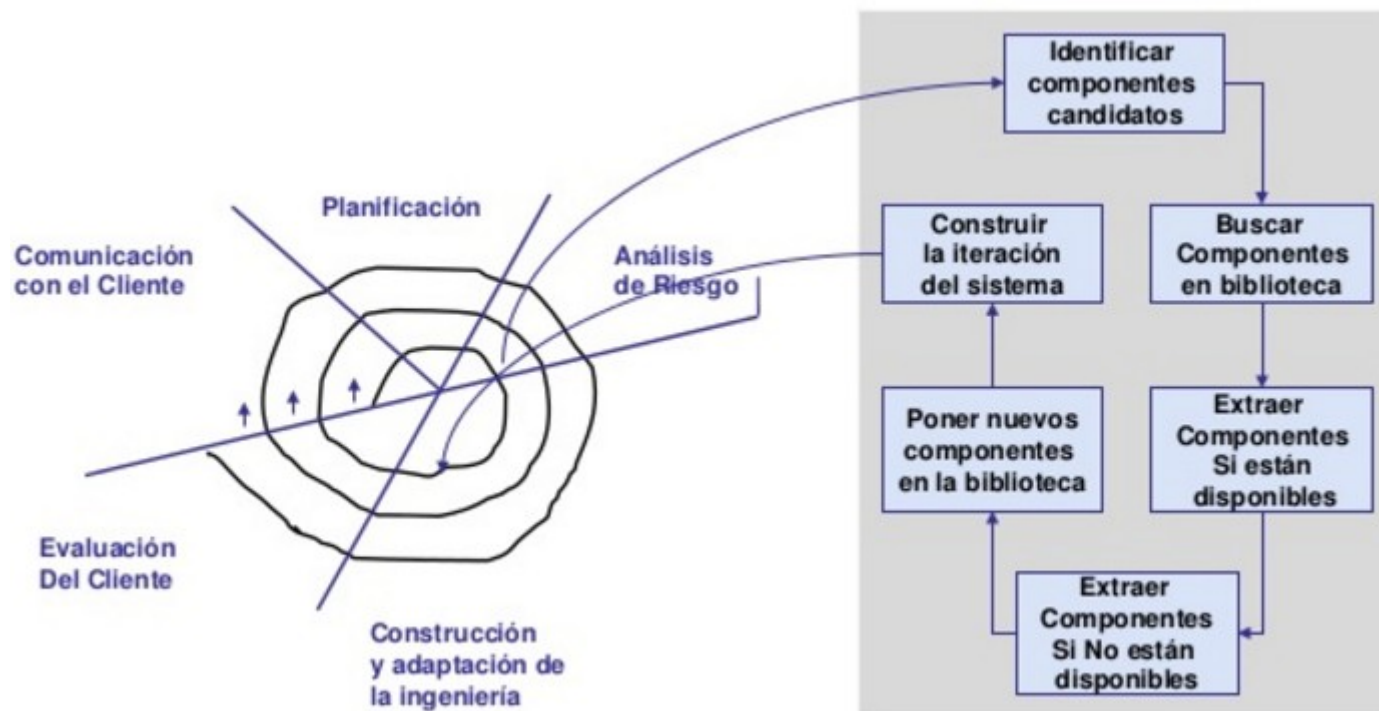 Planificación
Comunicación
con el Cliente
Análisis
de Riesgo
Evaluación
Del Cliente
Construcción
y adaptación de
la ingeniería
Identificar
componentes
candidatos
Buscar
Componentes
en biblioteca
Extraer
Componentes
Si están
disponibles
Extraer
Componentes
Si No están
disponibles
Poner nuevos
componentes
en la biblioteca
Construir
la iteración
del sistema